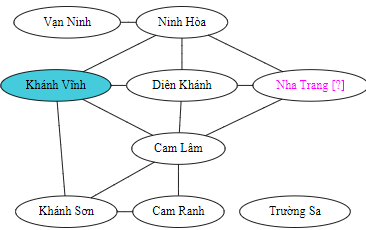 Vạn Ninh
Ninh Hòa
Khánh Vĩnh
Diên Khánh
Nha Trang [?]
Cam Lâm
Khánh Sơn
Cam Ranh
Trường Sa